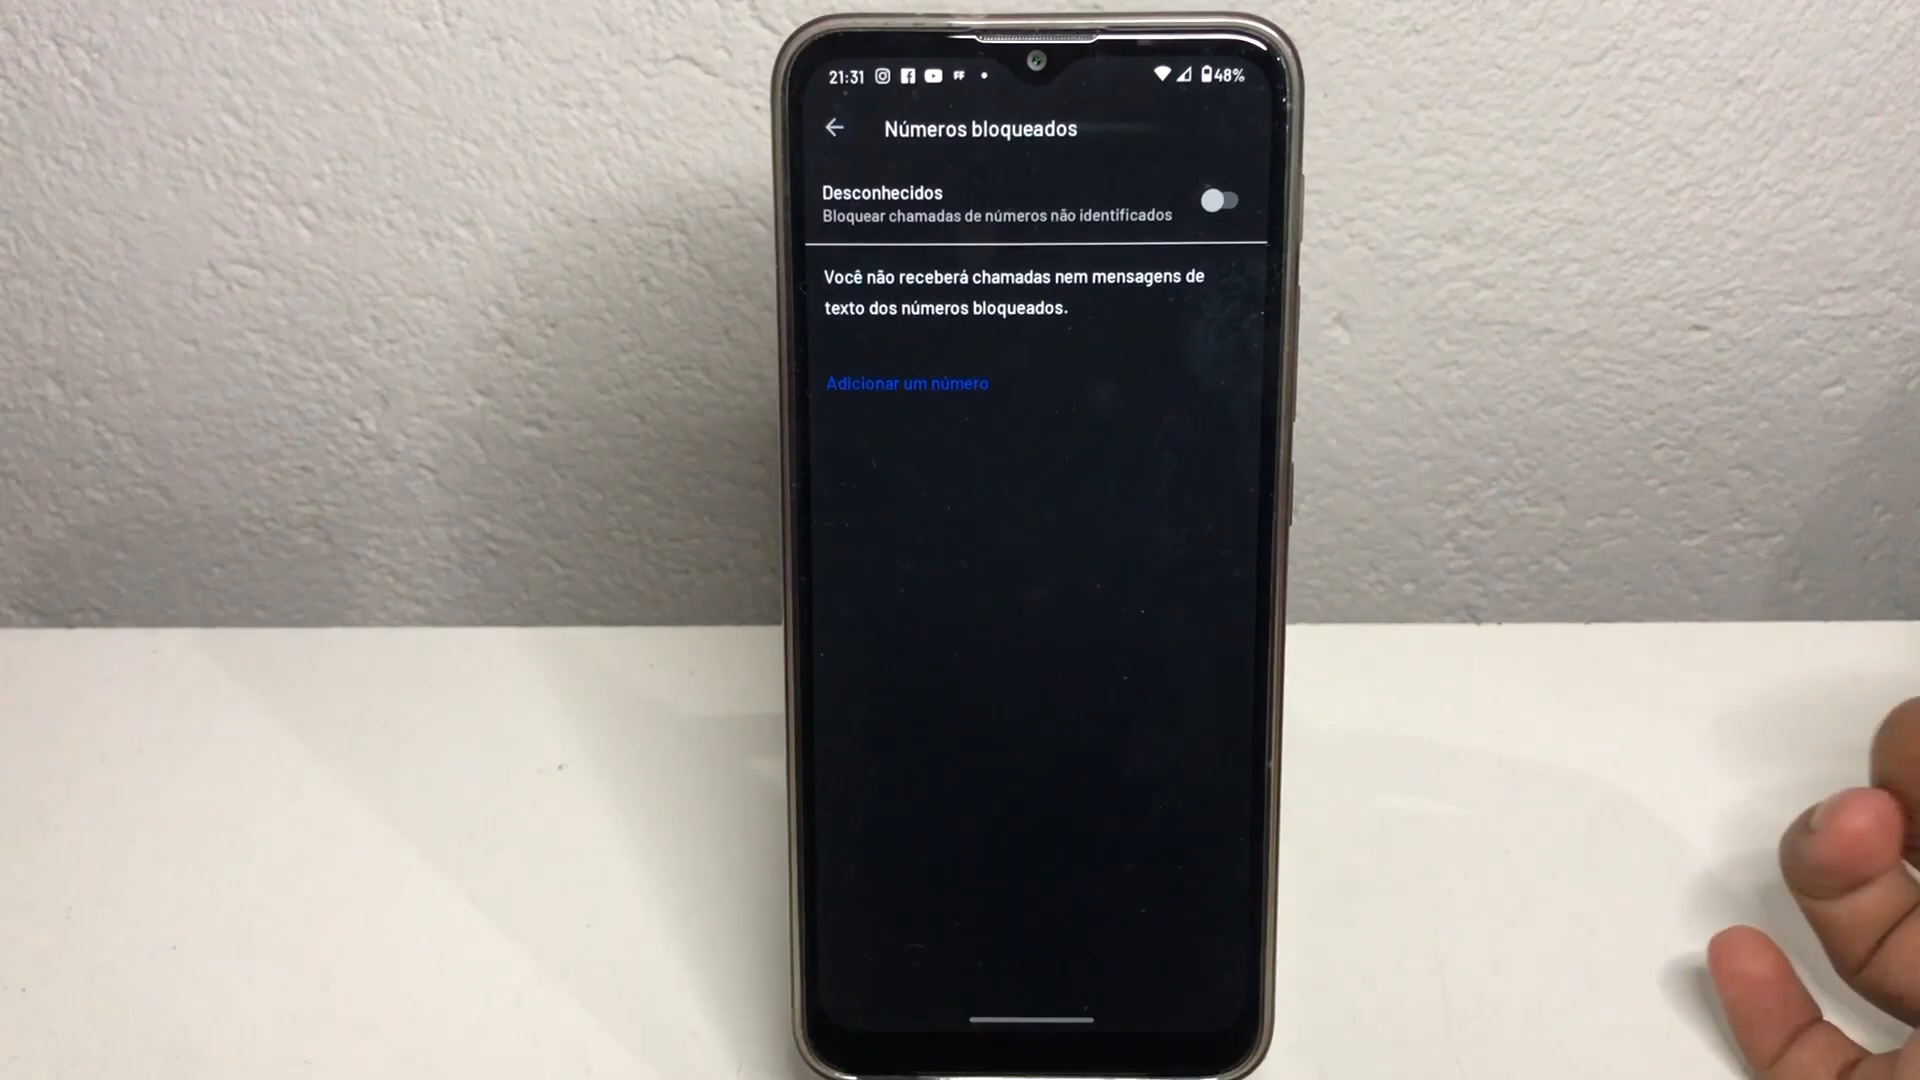 21:31 FF 48%
Números bloqueados
Desconhecidos
Bloquear chamadas de números não identificados
Você não receberá chamadas nem mensagens de
texto dos números bloqueados.
Adicionar um número